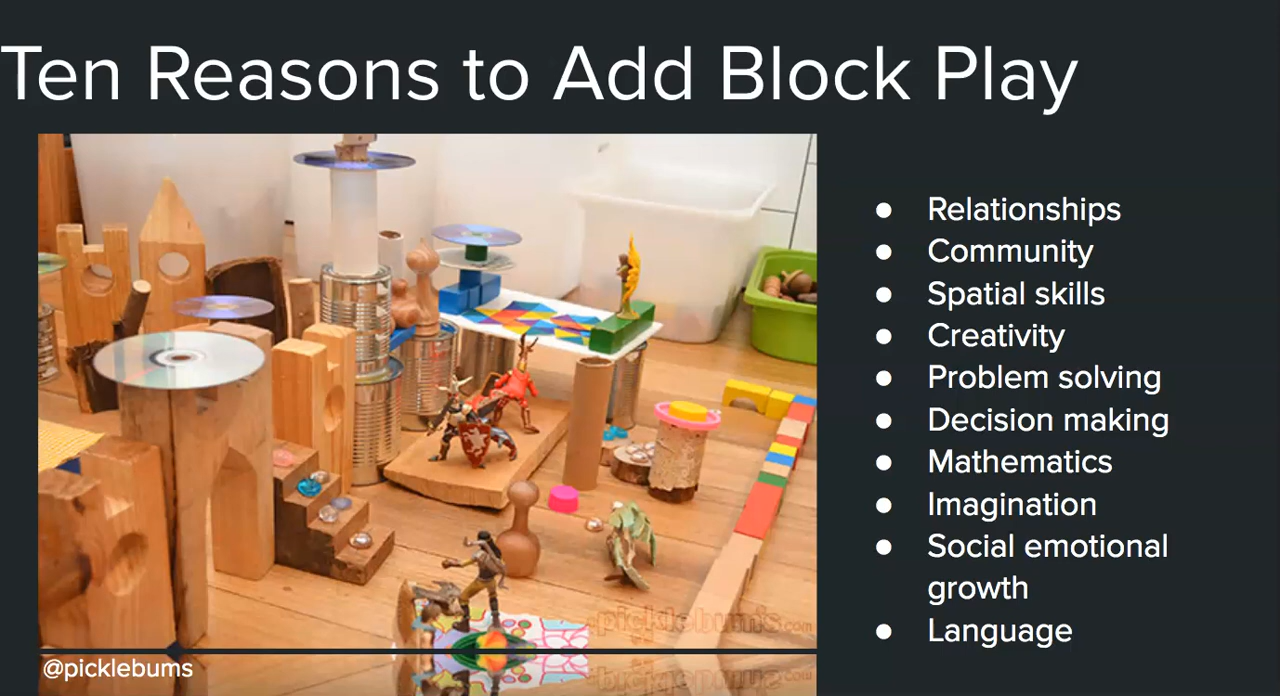 Ten Reasons to Add Block Play
● Relationships
● Community
● Spatial skills
● Creativity
● Problem solving
● Decision making
● Mathematics
● Imagination
● Social emotional
growth
● Language
picklebums.com
@picklebums